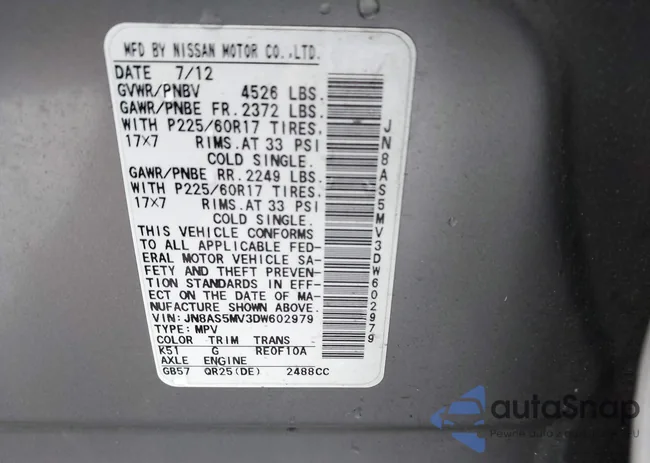 MFD BY NISSAN MOTOR CO.,LTD.
DATE 7/12
GVWR/PNBV 4526 LBS.
GAWR/PNBE FR. 2372 LBS.
WITH P225/60R17 TIRES,
17×7 RIMS. AT 33 PSI
COLD SINGLE.
GAWR/PNBE RR. 2249 LBS.
WITH P225/60R17 TIRES,
17×7 RIMS. AT 33 PSI
COLD SINGLE.
THIS VEHICLE CONFORMS
TO ALL APPLICABLE FED-
ERAL MOTOR VEHICLE SA-
FETY AND THEFT PREVEN-
TION STANDARDS IN EFF-
ECT ON THE DATE OF MA-
NUFACTURE SHOWN ABOVE.
VIN: JN8AS5MV3DW602979
TYPE: MPV
COLOR TRIM TRANS
K51 G RE0F10A
AXLE ENGINE
GB57 QR25(DE) 2488CC
JN8AS5MV3DW602979
autoSnap